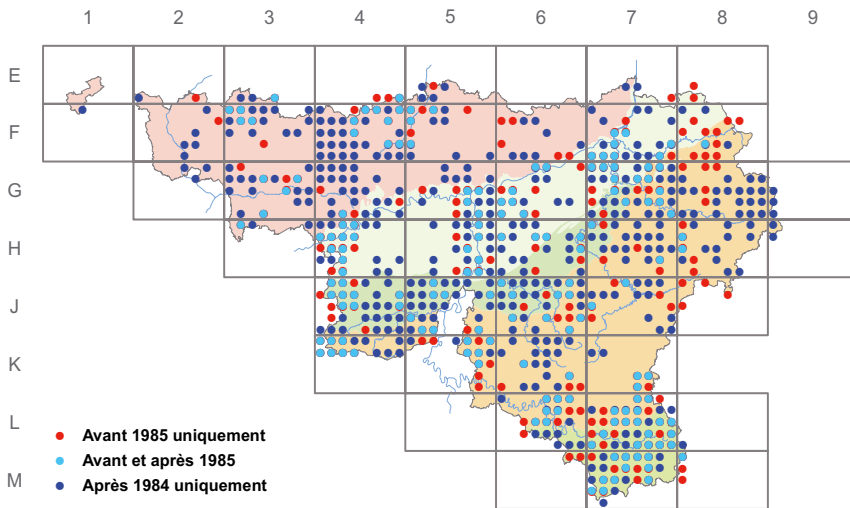 1 2 3 4 5 6 7 8 9
E
F
G
H
J
K
L
M
Avant 1985 uniquement
Avant et après 1985
Après 1984 uniquement